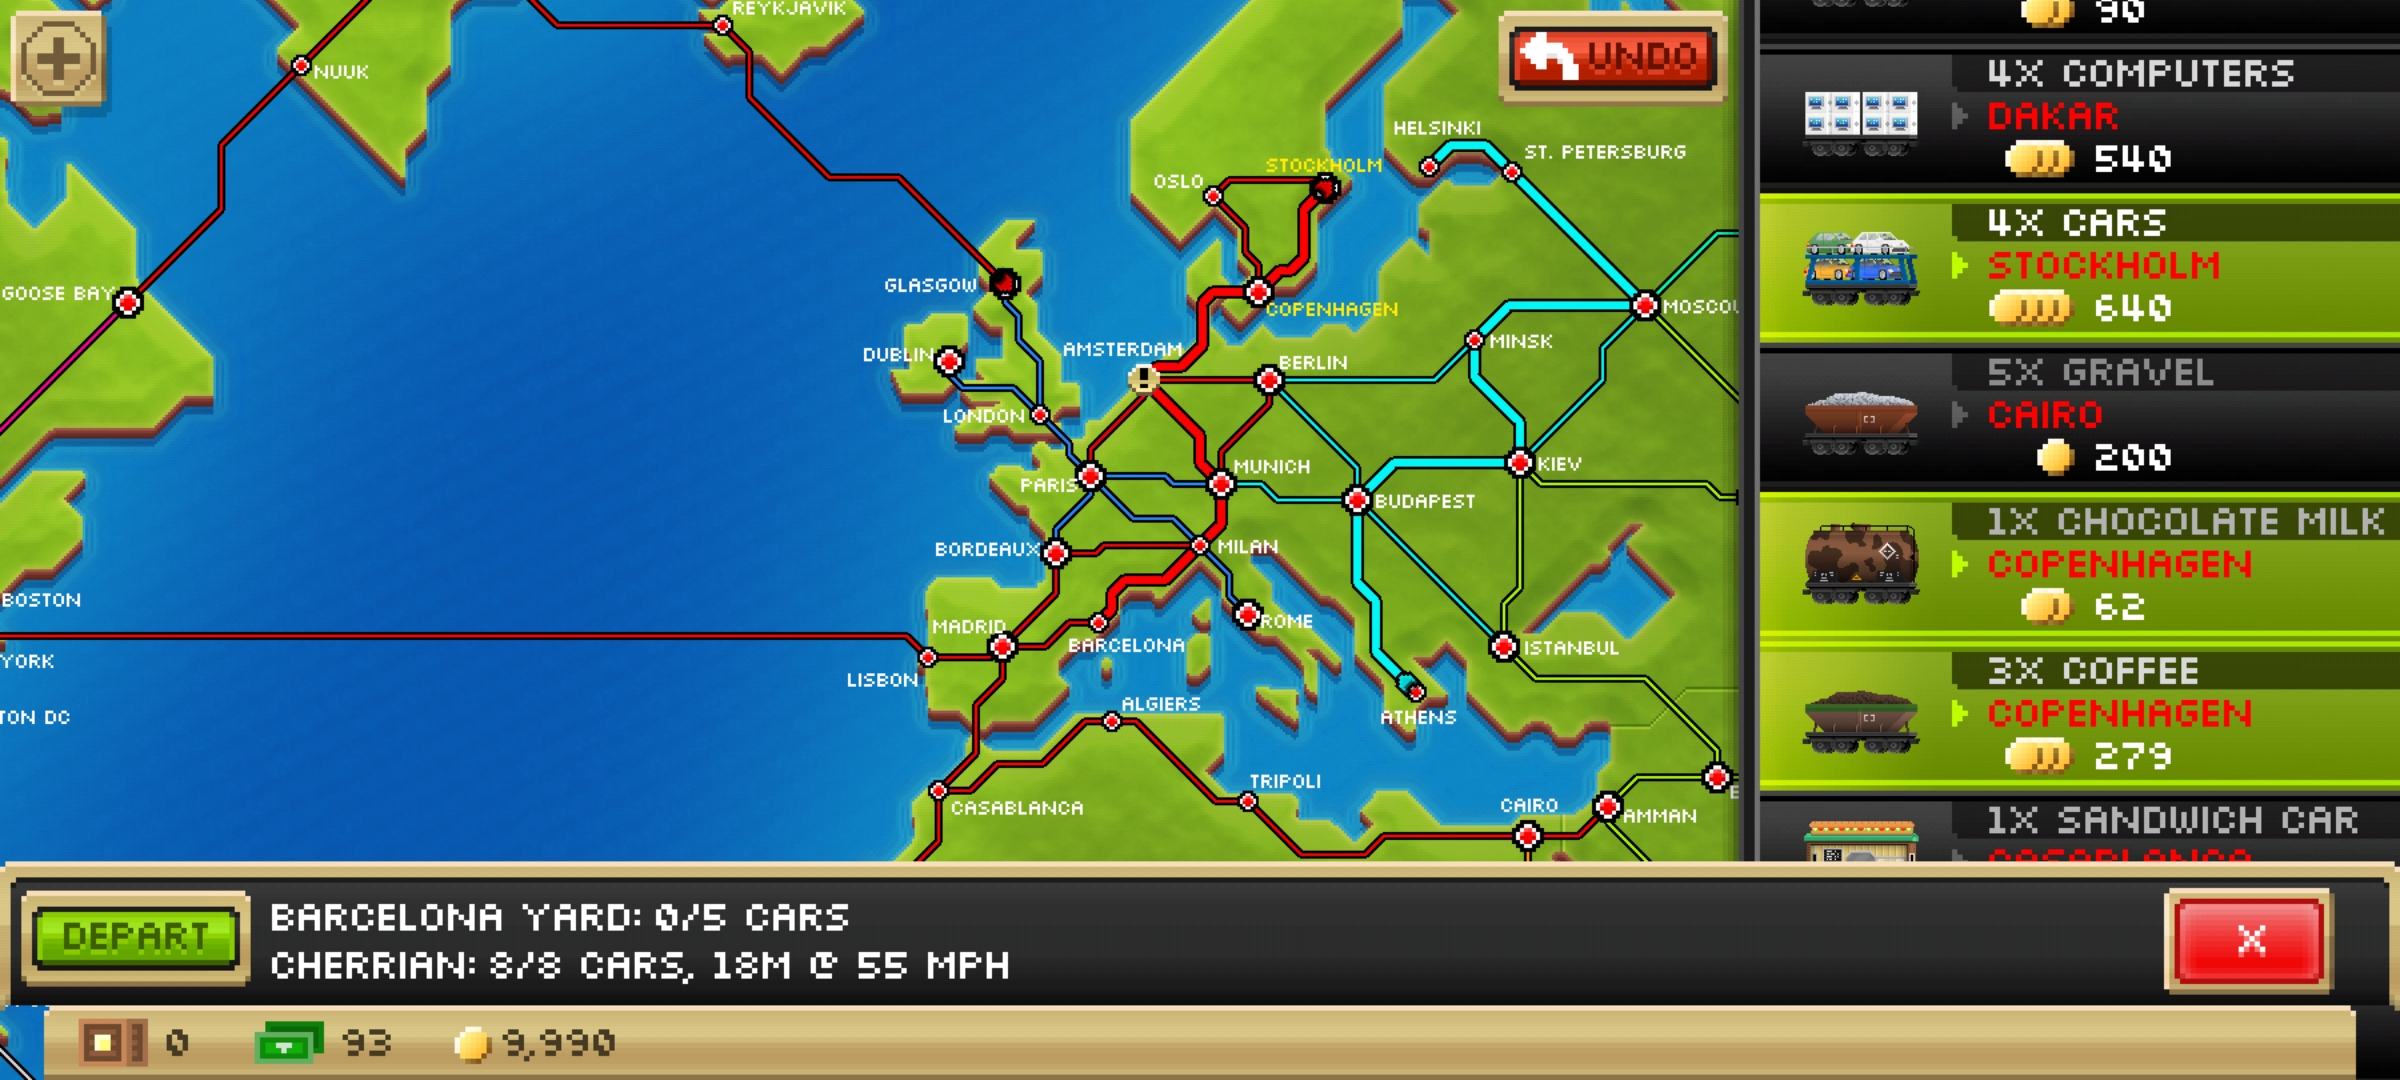 REYKJAVIK
90
UNDO
NUUK
4X COMPUTERS
DAKAR
540
HELSINKI
ST. PETERSBURG
STOCKHOLM
OSLO
4X CARS
STOCKHOLM
640
GLASGOW
GOOSE BAY
COPENHAGEN
MOSCOW
MINSK
AMSTERDAM
DUBLIN
BERLIN
5X GRAVEL
CAIRO
200
LONDON
MUNICH
KIEV
PARIS
BUDAPEST
1X CHOCOLATE MILK
COPENHAGEN
62
BORDEAUX
MILAN
BOSTON
MADRID
ROME
BARCELONA
ISTANBUL
YORK
LISBON
3X COFFEE
COPENHAGEN
279
TON DC
ALGIERS
ATHENS
TRIPOLI
CASABLANCA
CAIRO
AMMAN
1X SANDWICH CAR
CASABLANCA
DEPART
BARCELONA YARD: 0/5 CARS
CHERRIAN: 8/8 CARS, 18M @ 55 MPH
X
0
93
9,990